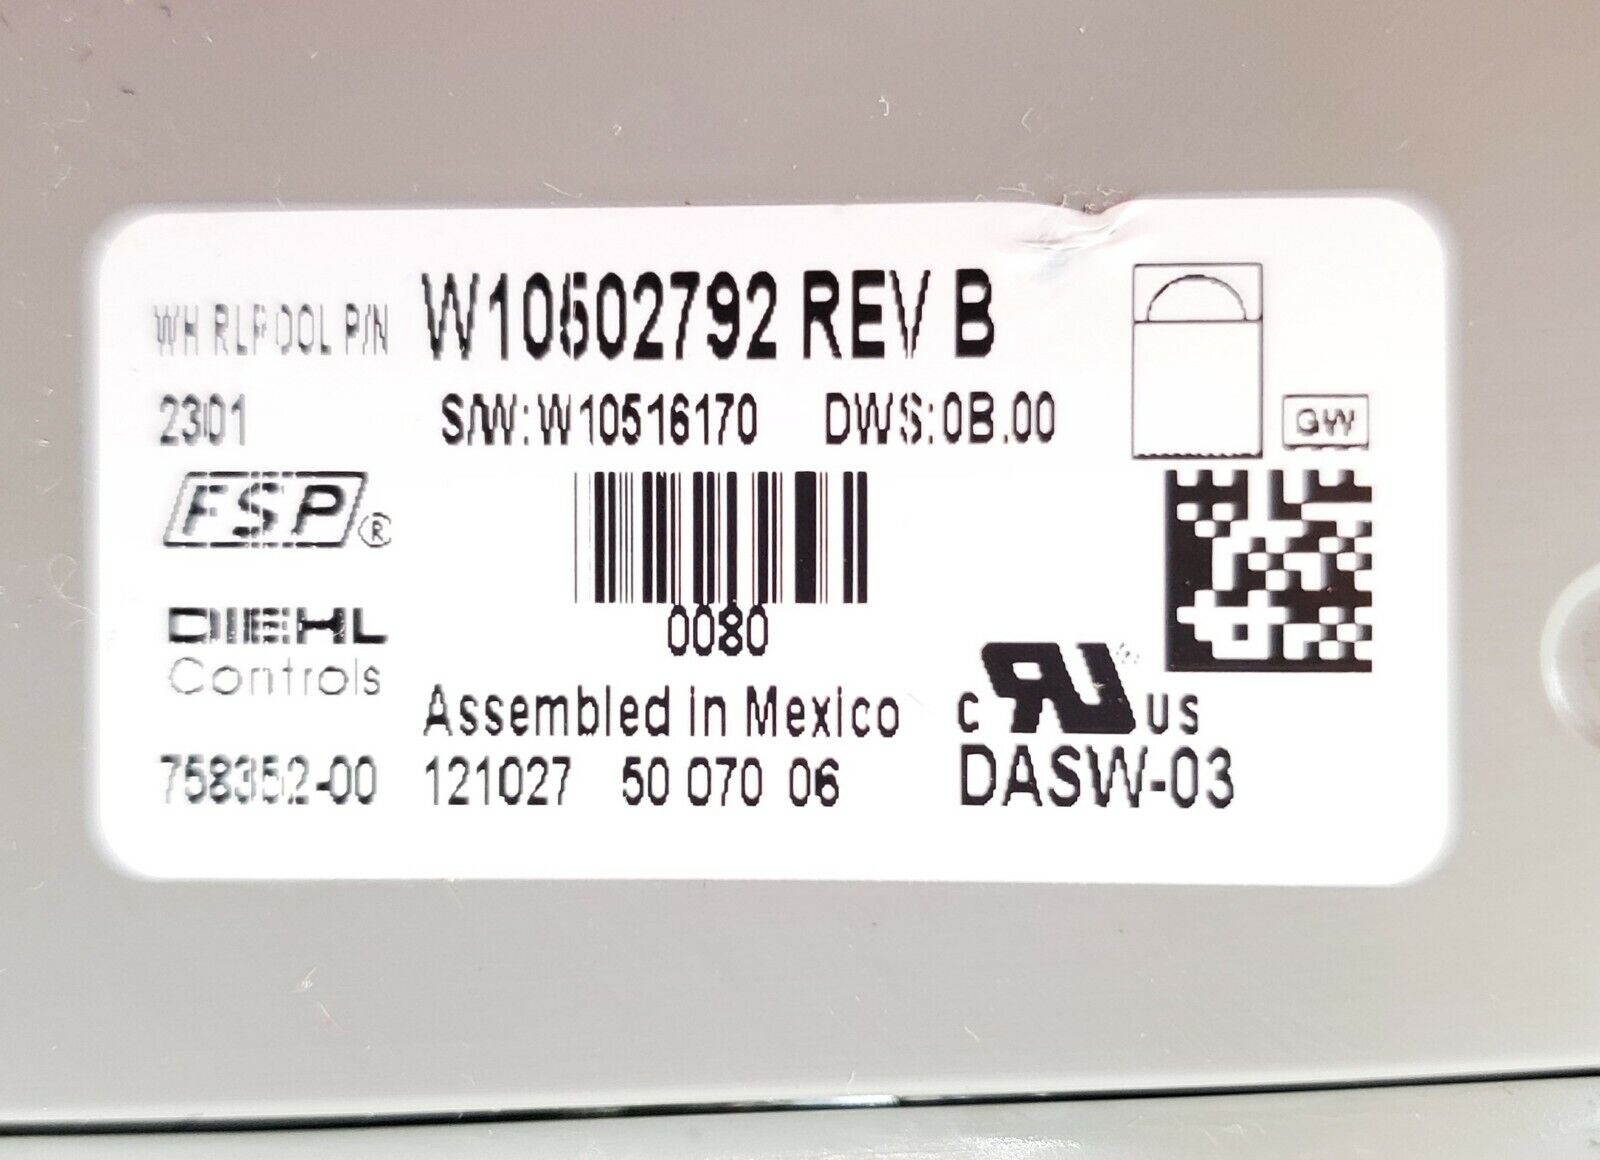 WHIRLPOOL P/N W10502792 REV B
2301 S/W:W10516170 DWS:0B.00
GW
FSP®
0080
DIEHL
Controls
Assembled in Mexico
c RU ® US
758352-00 121027 50 070 06 DASW-03